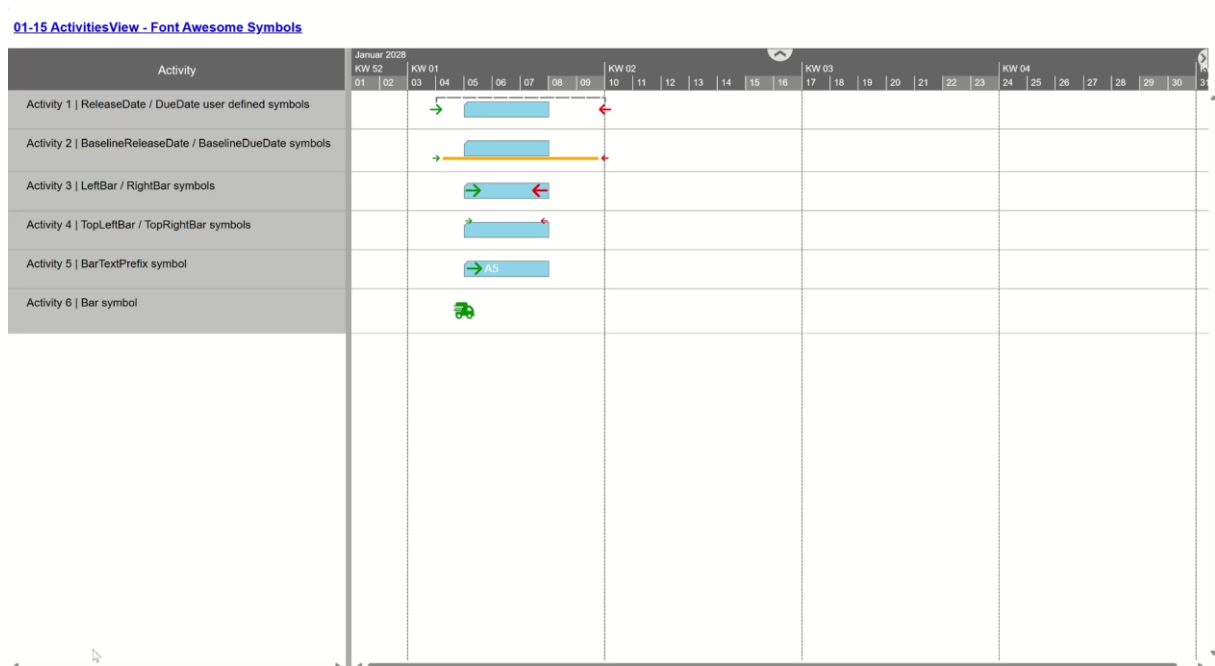 01-15 ActivitiesView - Font Awesome Symbols
Activity
Januar 2028
KW 52 KW 01 KW 02 KW 03 KW 04
01 02 03 04 05 06 07 08 09 10 11 12 13 14 15 16 17 18 19 20 21 22 23 24 25 26 27 28 29 30 31
Activity 1 | ReleaseDate / DueDate user defined symbols
Activity 2 | BaselineReleaseDate / BaselineDueDate symbols
Activity 3 | LeftBar / RightBar symbols
Activity 4 | TopLeftBar / TopRightBar symbols
Activity 5 | BarTextPrefix symbol
A5
Activity 6 | Bar symbol